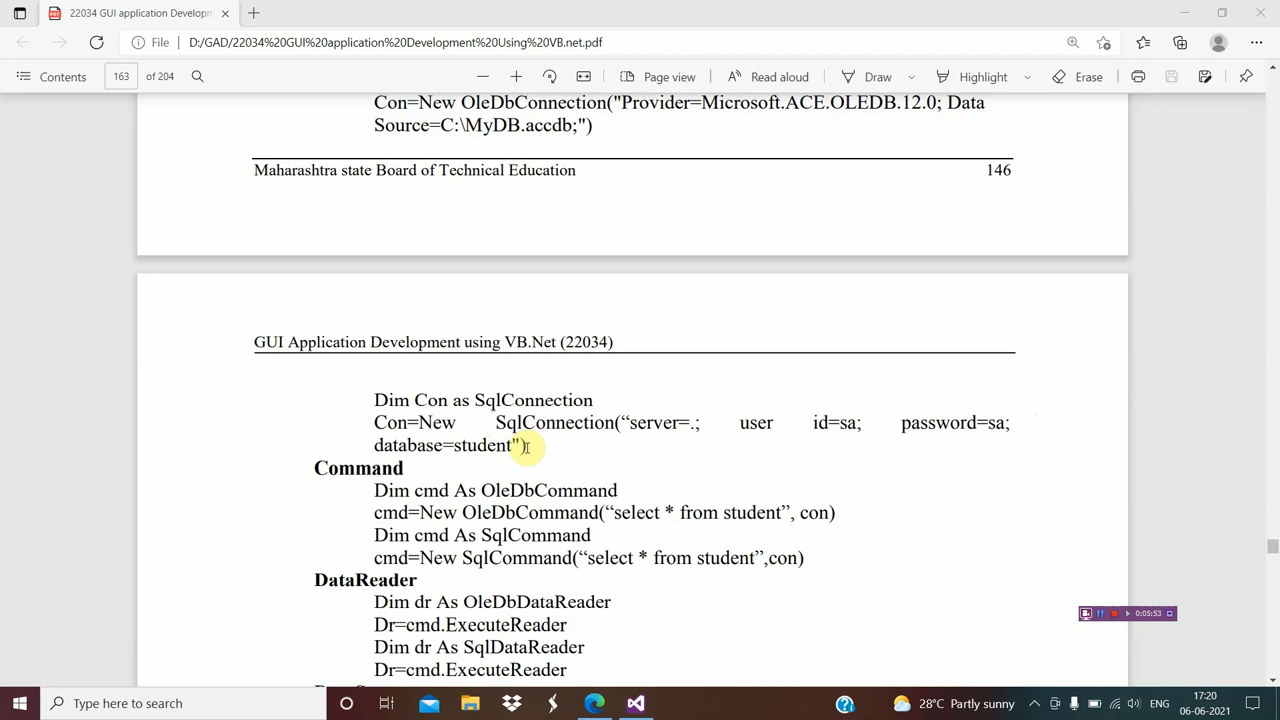 22034 GUI application Developm
File
D:/GAD/22034%20GUI%20application%20Development%20Using%20VB.net.pdf
Contents
163
of 204
Page view
Read aloud
Draw
Highlight
Erase
Con=New OleDbConnection("Provider=Microsoft.ACE.OLEDB.12.0; Data
Source=C:\MyDB.accdb;")
Maharashtra state Board of Technical Education 146
GUI Application Development using VB.Net (22034)
Dim Con as SqlConnection
Con=New SqlConnection(“server=.; user id=sa; password=sa;
database=student")
Command
Dim cmd As OleDbCommand
cmd=New OleDbCommand(“select * from student”, con)
Dim cmd As SqlCommand
cmd=New SqlCommand(“select * from student”,con)
DataReader
Dim dr As OleDbDataReader
Dr=cmd.ExecuteReader
Dim dr As SqlDataReader
Dr=cmd.ExecuteReader
0:05:53
Type here to search
28°C Partly sunny
ENG
17:20
06-06-2021